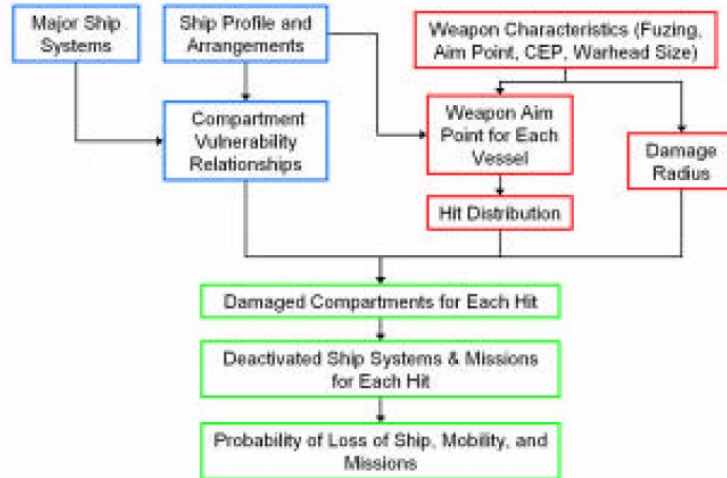 Major Ship
Systems
Ship Profile and
Arrangements
Weapon Characteristics (Fuzing,
Aim Point, CEP, Warhead Size)
Compartment
Vulnerability
Relationships
Weapon Aim
Point for Each
Vessel
Damage
Radius
Hit Distribution
Damaged Compartments for Each Hit
Deactivated Ship Systems & Missions
for Each Hit
Probability of Loss of Ship, Mobility, and
Missions